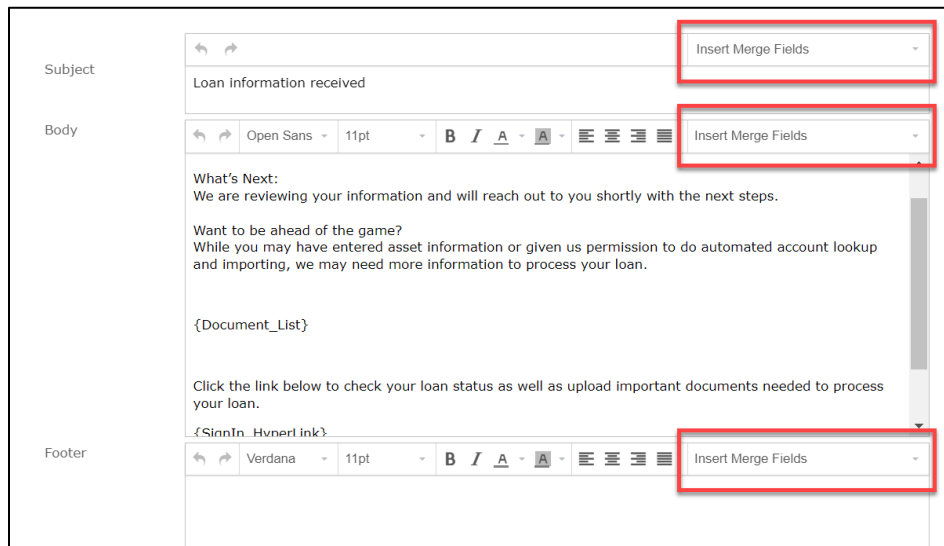 Insert Merge Fields
Subject
Loan information received
Body
Open Sans 11pt B I A A Insert Merge Fields
What's Next:
We are reviewing your information and will reach out to you shortly with the next steps.
Want to be ahead of the game?
While you may have entered asset information or given us permission to do automated account lookup
and importing, we may need more information to process your loan.
{Document_List}
Click the link below to check your loan status as well as upload important documents needed to process
your loan.
{SignIn_HyperLink}
Footer
Verdana 11pt B I A A Insert Merge Fields